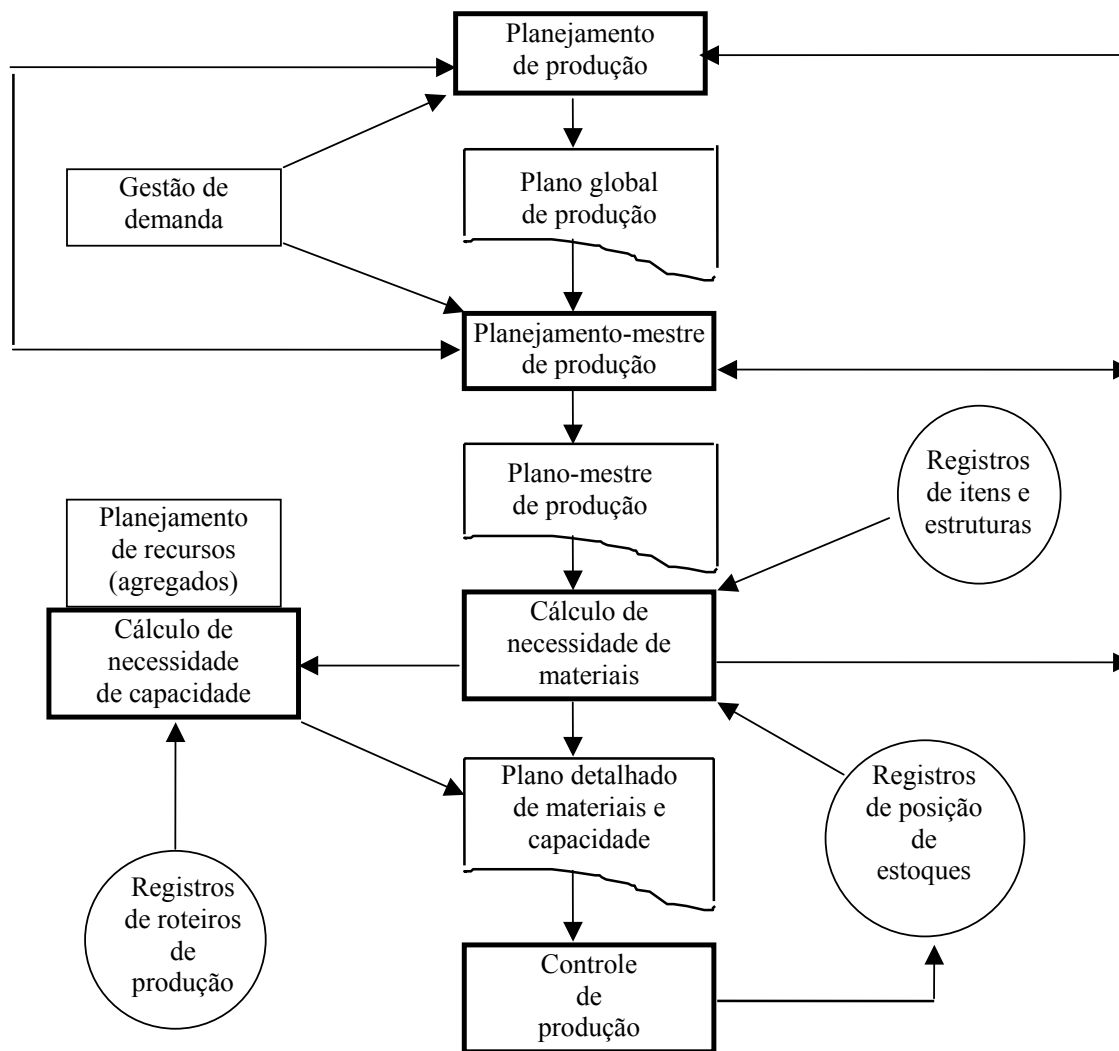 Planejamento
de produção
Gestão de
demanda
Plano global
de produção
Planejamento-mestre
de produção
Plano-mestre
de produção
Registros
de itens e
estruturas
Planejamento
de recursos
(agregados)
Cálculo de
necessidade
de capacidade
Cálculo de
necessidade de
materiais
Plano detalhado
de materiais e
capacidade
Registros
de posição
de
estoques
Registros
de roteiros
de
produção
Controle
de
produção